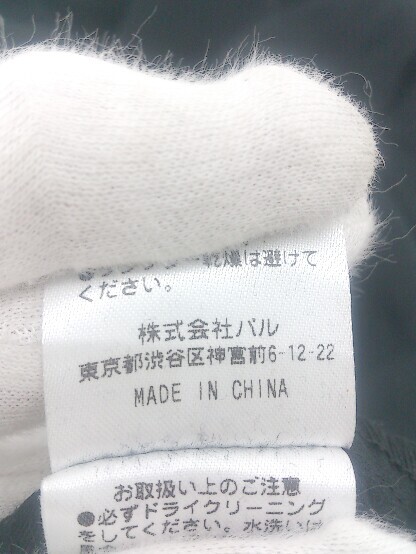 は避けて
ください。
株式会社パル
東京都渋谷区神宮前6-12-22
MADE IN CHINA
お取扱い上のご注意
●必ずドライクリーニング
をしてください。水洗いは